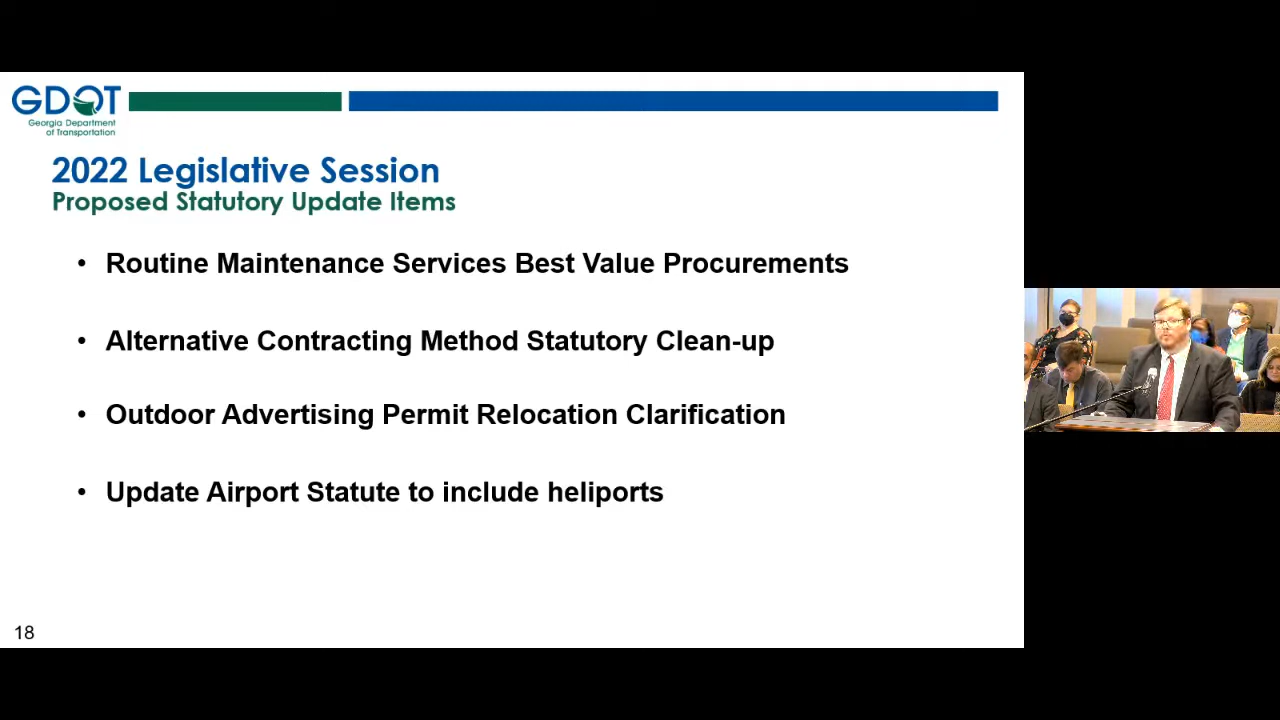 GDOT
Georgia Department
of Transportation
2022 Legislative Session
Proposed Statutory Update Items
• Routine Maintenance Services Best Value Procurements
• Alternative Contracting Method Statutory Clean-up
• Outdoor Advertising Permit Relocation Clarification
• Update Airport Statute to include heliports
18